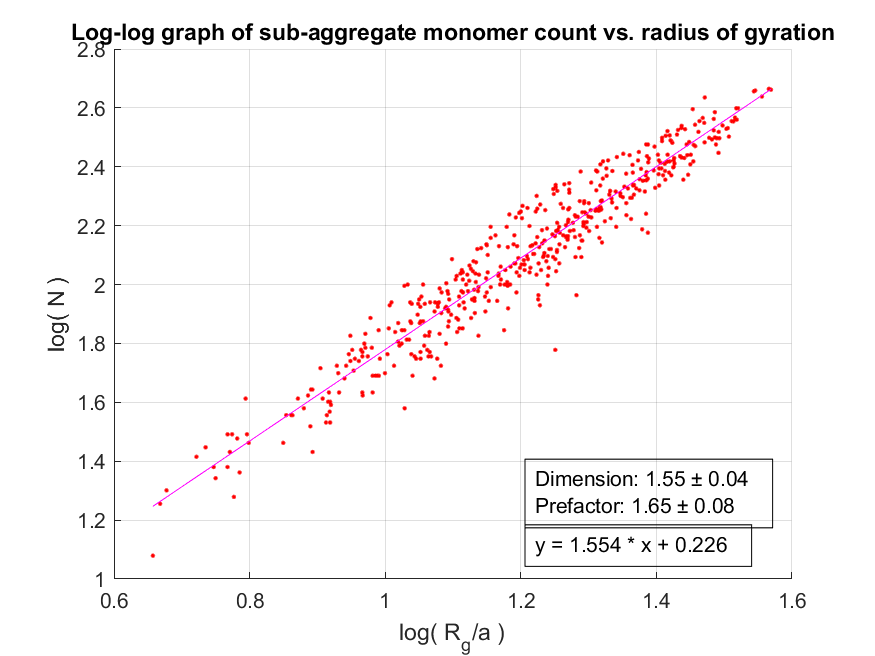 Log-log graph of sub-aggregate monomer count vs. radius of gyration
2.8
2.6
2.4
2.2
2
1.8
1.6
1.4
1.2
1
log( N )
Dimension: 1.55 ± 0.04
Prefactor: 1.65 ± 0.08
y = 1.554 * x + 0.226
0.6 0.8 1 1.2 1.4 1.6
log( Rg/a )